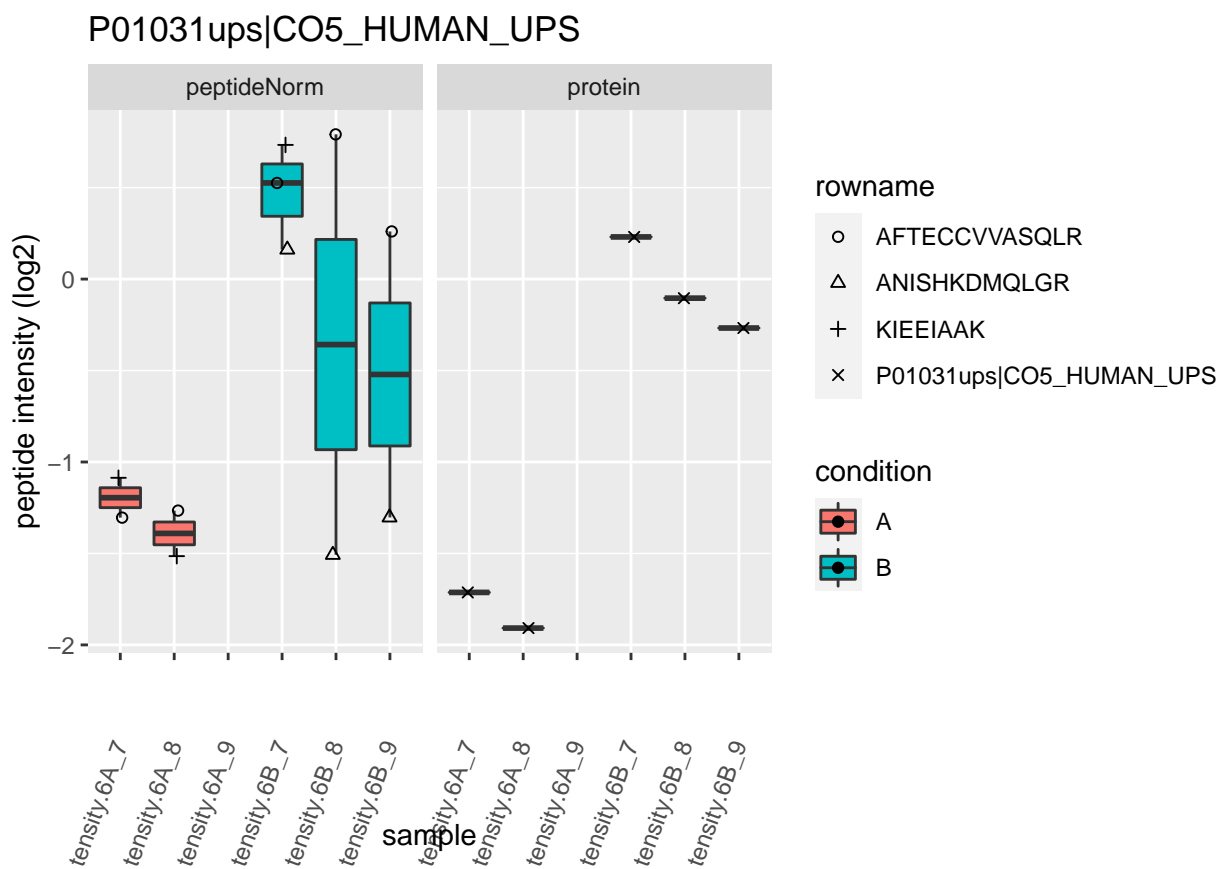 P01031ups|CO5_HUMAN_UPS
peptideNorm
protein
peptide intensity (log2)
0
−1
−2
tensity.6A_7
tensity.6A_8
tensity.6A_9
tensity.6B_7
tensity.6B_8
tensity.6B_9
tensity.6A_7
tensity.6A_8
tensity.6A_9
tensity.6B_7
tensity.6B_8
tensity.6B_9
sample
rowname
AFTECCVVASQLR
ANISHKDMQLGR
KIEEIAAK
P01031ups|CO5_HUMAN_UPS
condition
A
B